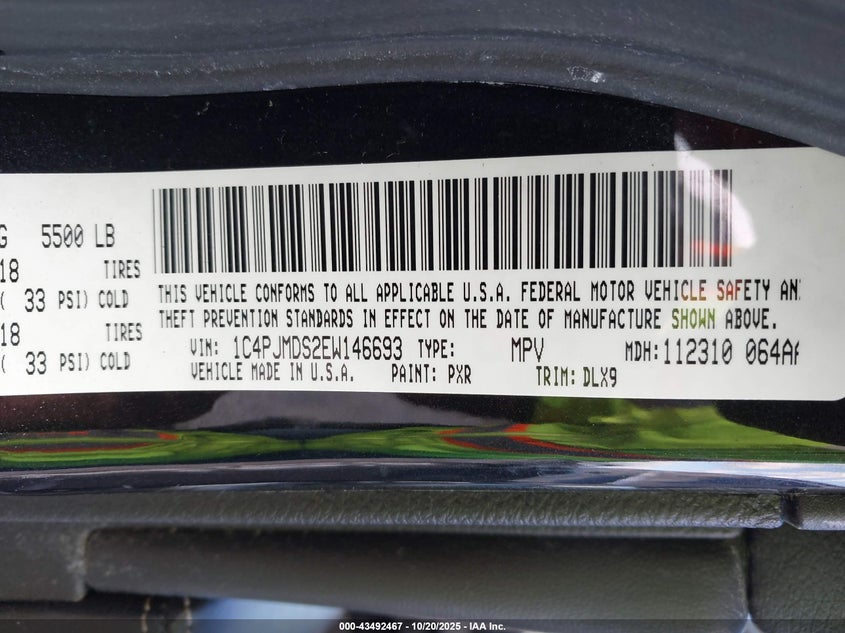 G 5500 LB
18 TIRES
( 33 PSI) COLD
18 TIRES
( 33 PSI) COLD
THIS VEHICLE CONFORMS TO ALL APPLICABLE U.S.A. FEDERAL MOTOR VEHICLE SAFETY AN
THEFT PREVENTION STANDARDS IN EFFECT ON THE DATE OF MANUFACTURE SHOWN ABOVE.
VIN: 1C4PJMDS2EW146693 TYPE: MPV MDH:112310 064AA
VEHICLE MADE IN U.S.A. PAINT: PXR TRIM: DLX9
000-43492467 • 10/20/2025 - IAA Inc.